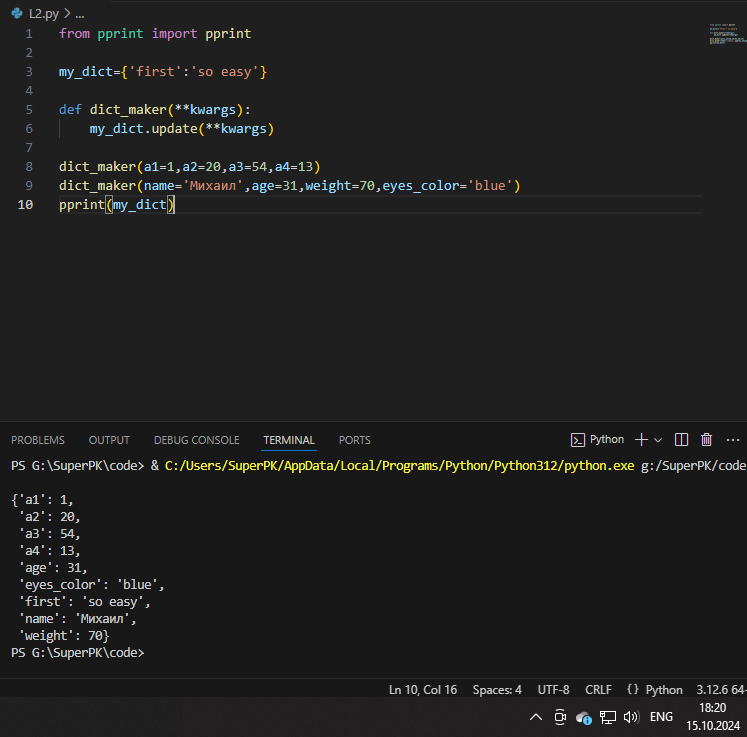 L2.py > ...
1 from pprint import pprint
2
3 my_dict={'first':'so easy'}
4
5 def dict_maker(**kwargs):
6     my_dict.update(**kwargs)
7
8 dict_maker(a1=1,a2=20,a3=54,a4=13)
9 dict_maker(name='Михаил',age=31,weight=70,eyes_color='blue')
10 pprint(my_dict)
PROBLEMS OUTPUT DEBUG CONSOLE TERMINAL PORTS Python
PS G:\SuperPK\code> & C:/Users/SuperPK/AppData/Local/Programs/Python/Python312/python.exe g:/SuperPK/code
{'a1': 1,
 'a2': 20,
 'a3': 54,
 'a4': 13,
 'age': 31,
 'eyes_color': 'blue',
 'first': 'so easy',
 'name': 'Михаил',
 'weight': 70}
PS G:\SuperPK\code>
Ln 10, Col 16 Spaces: 4 UTF-8 CRLF {} Python 3.12.6 64-
ENG
18:20
15.10.2024